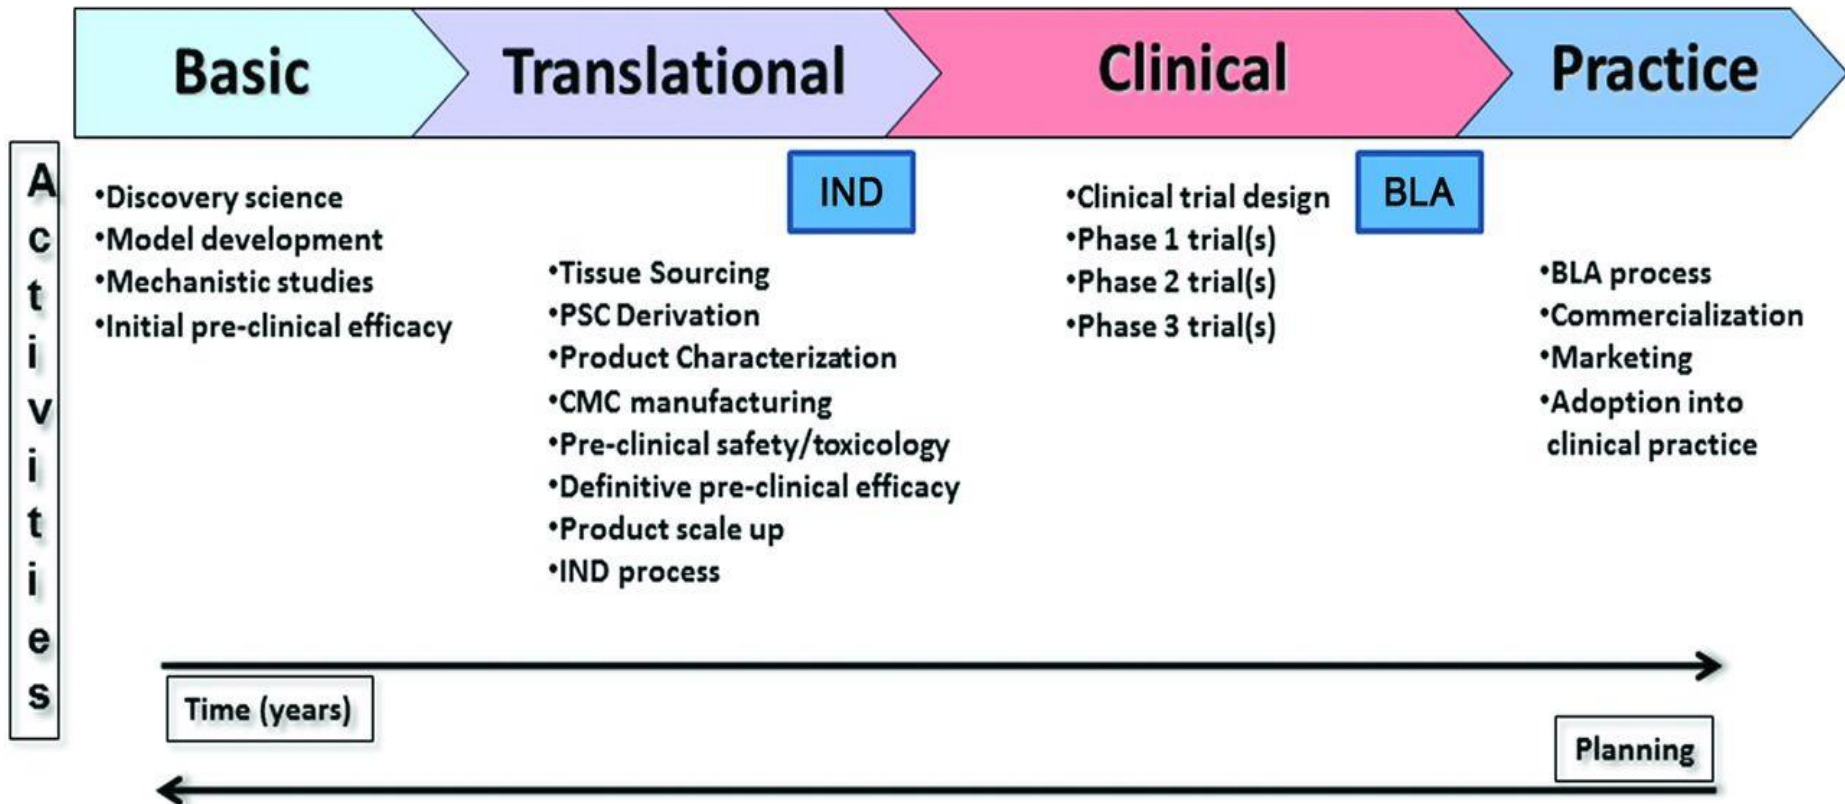 Basic
Translational
Clinical
Practice
Activities
•Discovery science
•Model development
•Mechanistic studies
•Initial pre-clinical efficacy
IND
•Tissue Sourcing
•PSC Derivation
•Product Characterization
•CMC manufacturing
•Pre-clinical safety/toxicology
•Definitive pre-clinical efficacy
•Product scale up
•IND process
•Clinical trial design
•Phase 1 trial(s)
•Phase 2 trial(s)
•Phase 3 trial(s)
BLA
•BLA process
•Commercialization
•Marketing
•Adoption into
clinical practice
Time (years)
Planning